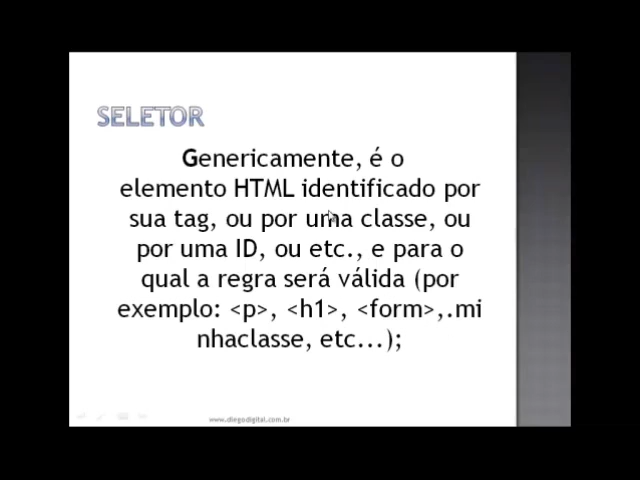 SELETOR
Genericamente, é o
elemento HTML identificado por
sua tag, ou por uma classe, ou
por uma ID, ou etc., e para o
qual a regra será válida (por
exemplo: <p>, <h1>, <form>,.mi
nhaclasse, etc...);
www.diegodigital.com.br